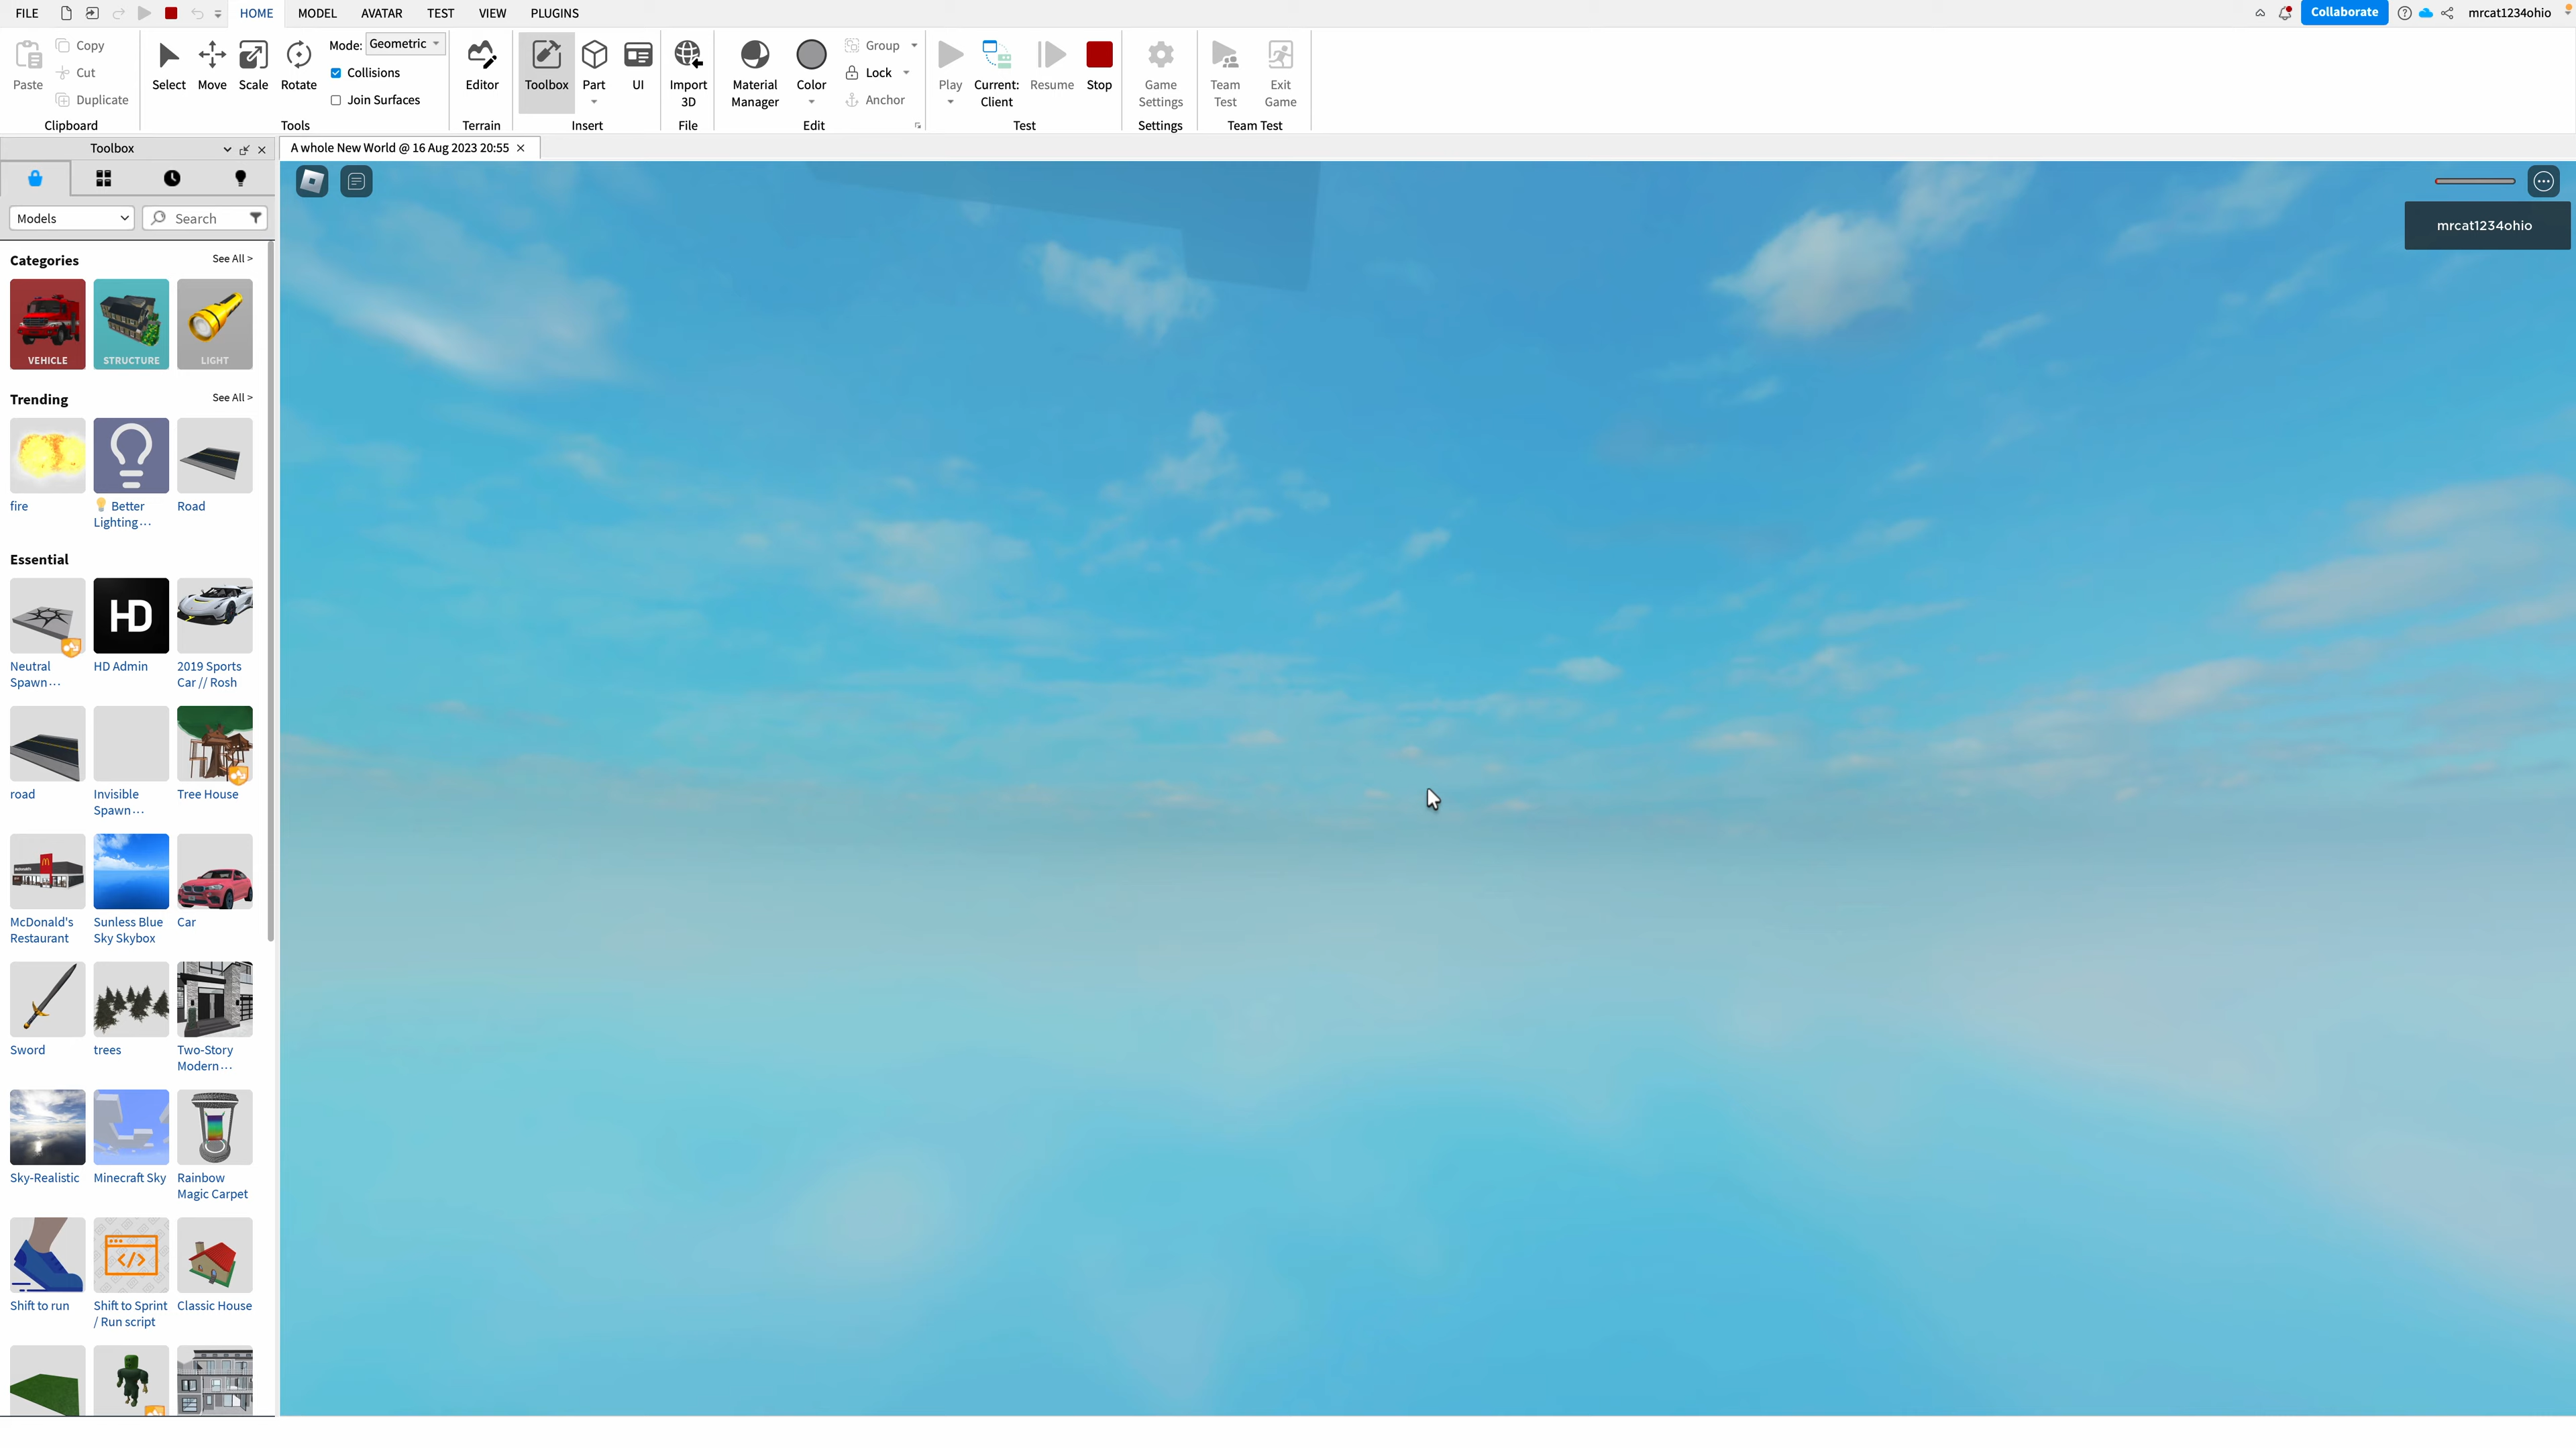 FILE HOME MODEL AVATAR TEST VIEW PLUGINS Collaborate mrcat1234ohio
Paste Copy Cut Duplicate
Clipboard
Select Move Scale Rotate
Mode: Geometric
Collisions
Join Surfaces
Tools
Editor
Terrain
Toolbox Part UI
Insert
Import
3D
File
Material
Manager
Color
Group
Lock
Anchor
Edit
Play
Current:
Client
Resume Stop
Test
Game
Settings
Settings
Team
Test
Exit
Game
Team Test
Toolbox
A whole New World @ 16 Aug 2023 20:55
mrcat1234ohio
Models Search
Categories See All >
VEHICLE STRUCTURE LIGHT
Trending See All >
fire
Better
Lighting...
Road
Essential
HD
Neutral
Spawn...
HD Admin
2019 Sports
Car // Rosh
road
Invisible
Spawn...
Tree House
McDonald's
Restaurant
Sunless Blue
Sky Skybox
Car
Sword
trees
Two-Story
Modern...
Sky-Realistic
Minecraft Sky
Rainbow
Magic Carpet
Shift to run
Shift to Sprint
/ Run script
Classic House